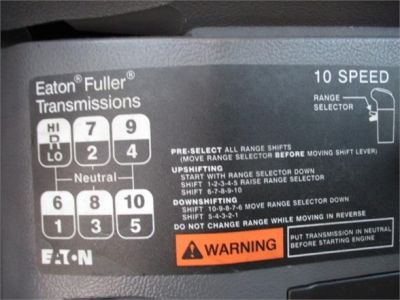 Eaton® Fuller®
Transmissions
10 SPEED
RANGE
SELECTOR
HI 7 9
R
LO 2 4
Neutral
6 8 10
1 3 5
EATON
PRE-SELECT ALL RANGE SHIFTS
(MOVE RANGE SELECTOR BEFORE MOVING SHIFT LEVER)
UPSHIFTING
START WITH RANGE SELECTOR DOWN
SHIFT 1-2-3-4-5 RAISE RANGE SELECTOR
SHIFT 6-7-8-9-10
DOWNSHIFTING
SHIFT 10-9-8-7-6 MOVE RANGE SELECTOR DOWN
SHIFT 5-4-3-2-1
DO NOT CHANGE RANGE WHILE MOVING IN REVERSE
WARNING
PUT TRANSMISSION IN NEUTRAL
BEFORE STARTING ENGINE